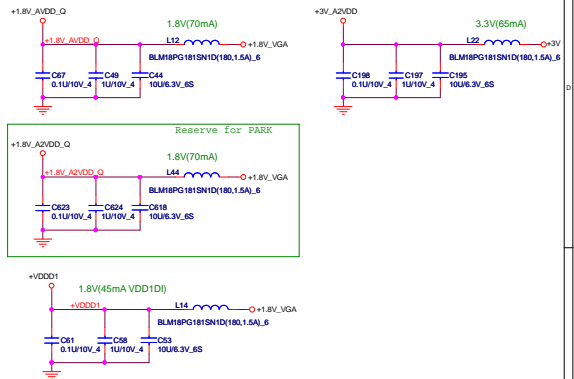 +1.8V_AVDD_Q
1.8V(70mA)
+1.8V_AVDD_Q
L12
+1.8V_VGA
BLM18PG181SN1D(180,1.5A)_6
C67
0.1U/10V_4
C49
1U/10V_4
C44
10U/6.3V_6S
+3V_A2VDD
3.3V(65mA)
L22
+3V
BLM18PG181SN1D(180,1.5A)_6
C198
0.1U/10V_4
C197
1U/10V_4
C195
10U/6.3V_6S
D
Reserve for PARK
+1.8V_A2VDD_Q
1.8V(70mA)
+1.8V_A2VDD_Q
L44
+1.8V_VGA
BLM18PG181SN1D(180,1.5A)_6
C623
0.1U/10V_4
C624
1U/10V_4
C618
10U/6.3V_6S
+VDDD1
1.8V(45mA VDD1DI)
+VDDD1
L14
+1.8V_VGA
BLM18PG181SN1D(180,1.5A)_6
C61
0.1U/10V_4
C58
1U/10V_4
C53
10U/6.3V_6S